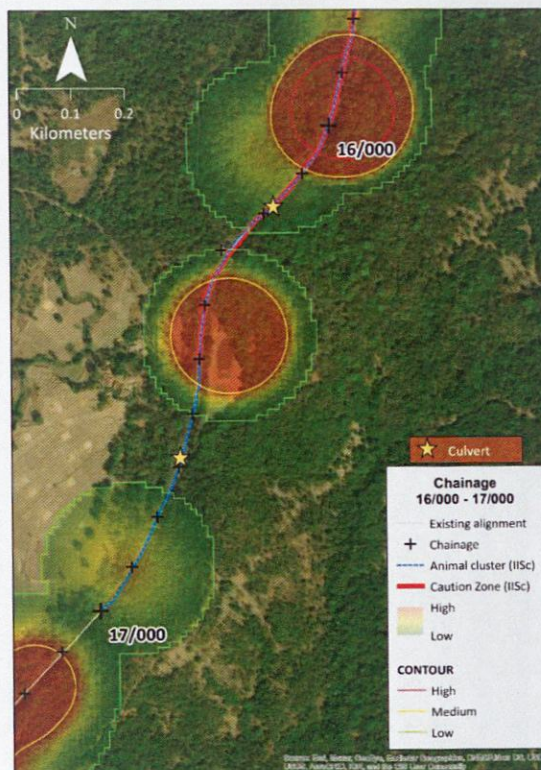 N
0 0.1 0.2
Kilometers
16/000
17/000
Culvert
Chainage
16/000 - 17/000
Existing alignment
Chainage
Animal cluster (IISc)
Caution Zone (IISc)
High
Low
CONTOUR
High
Medium
Low